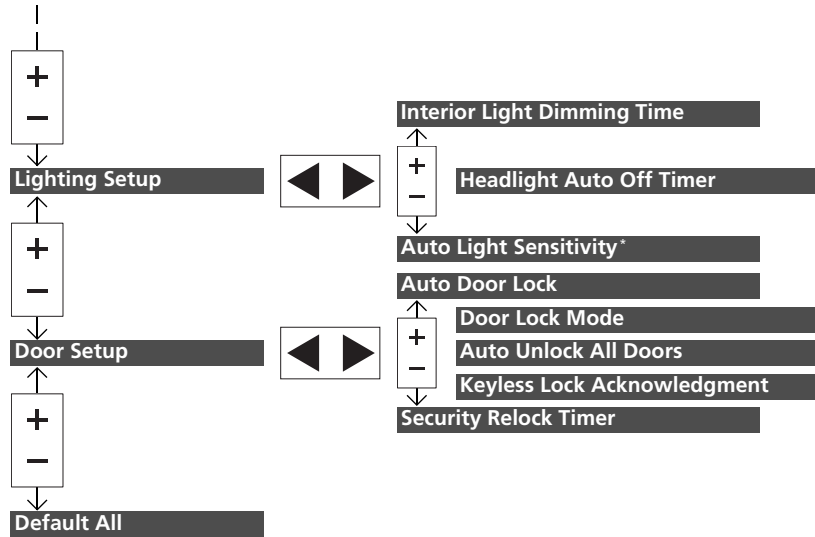 +
−
Interior Light Dimming Time
Lighting Setup
+
−
Headlight Auto Off Timer
Auto Light Sensitivity*
+
−
Auto Door Lock
Door Lock Mode
Door Setup
+
−
Auto Unlock All Doors
Keyless Lock Acknowledgment
Security Relock Timer
+
−
Default All